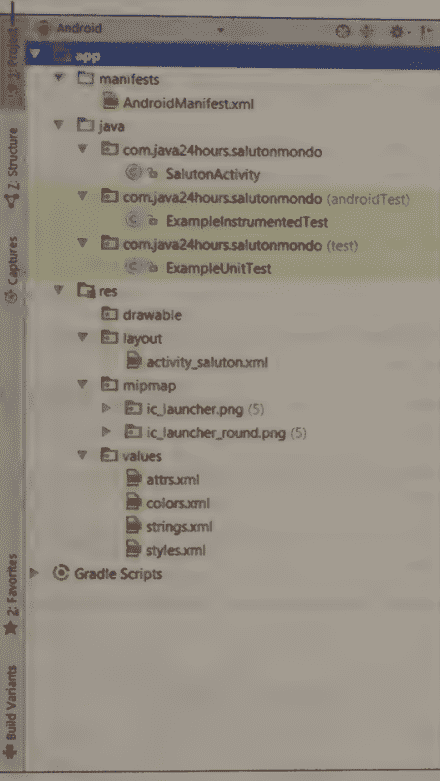 Android
app
manifests
AndroidManifest.xml
java
com.java24hours.salutonmondo
SalutonActivity
com.java24hours.salutonmondo (androidTest)
ExampleInstrumentedTest
com.java24hours.salutonmondo (test)
ExampleUnitTest
res
drawable
layout
activity_saluton.xml
mipmap
ic_launcher.png (5)
ic_launcher_round.png (5)
values
attrs.xml
colors.xml
strings.xml
styles.xml
Gradle Scripts
1: Project
Z: Structure
Captures
2: Favorites
Build Variants